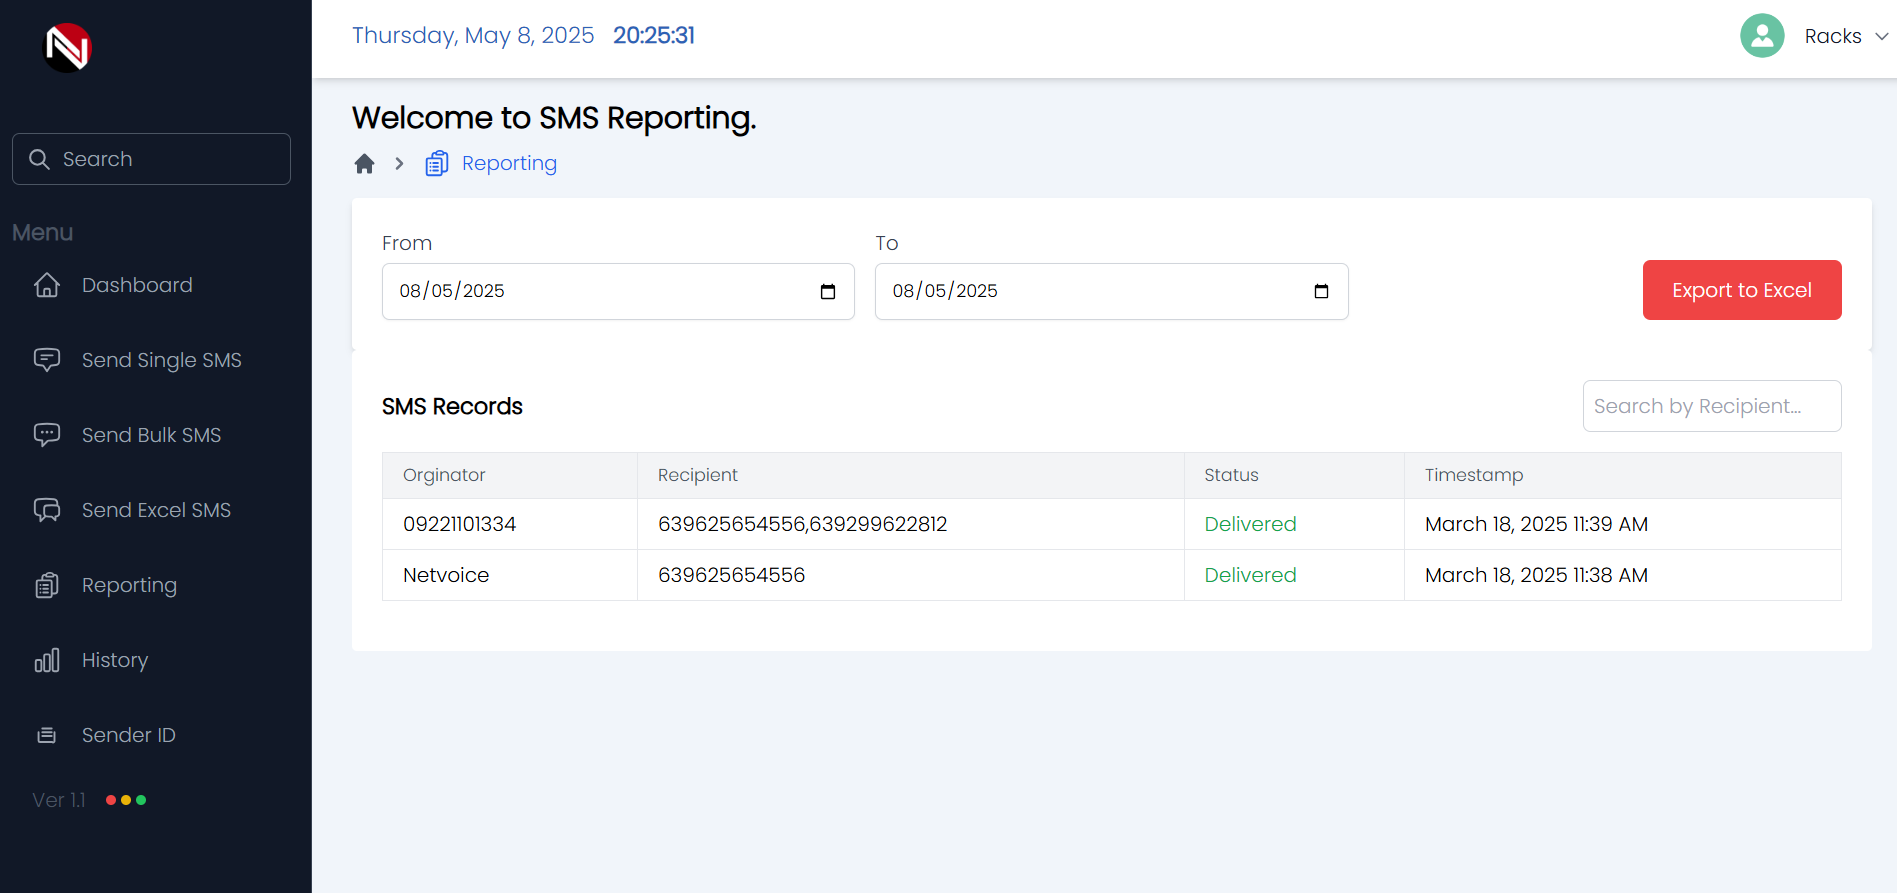 Thursday, May 8, 2025 20:25:31
Racks
Search
Menu
Dashboard
Send Single SMS
Send Bulk SMS
Send Excel SMS
Reporting
History
Sender ID
Ver 1.1
Welcome to SMS Reporting.
Reporting
From To
08/05/2025 08/05/2025 Export to Excel
SMS Records Search by Recipient...
Orginator Recipient Status Timestamp
09221101334 639625654556,639299622812 Delivered March 18, 2025 11:39 AM
Netvoice 639625654556 Delivered March 18, 2025 11:38 AM